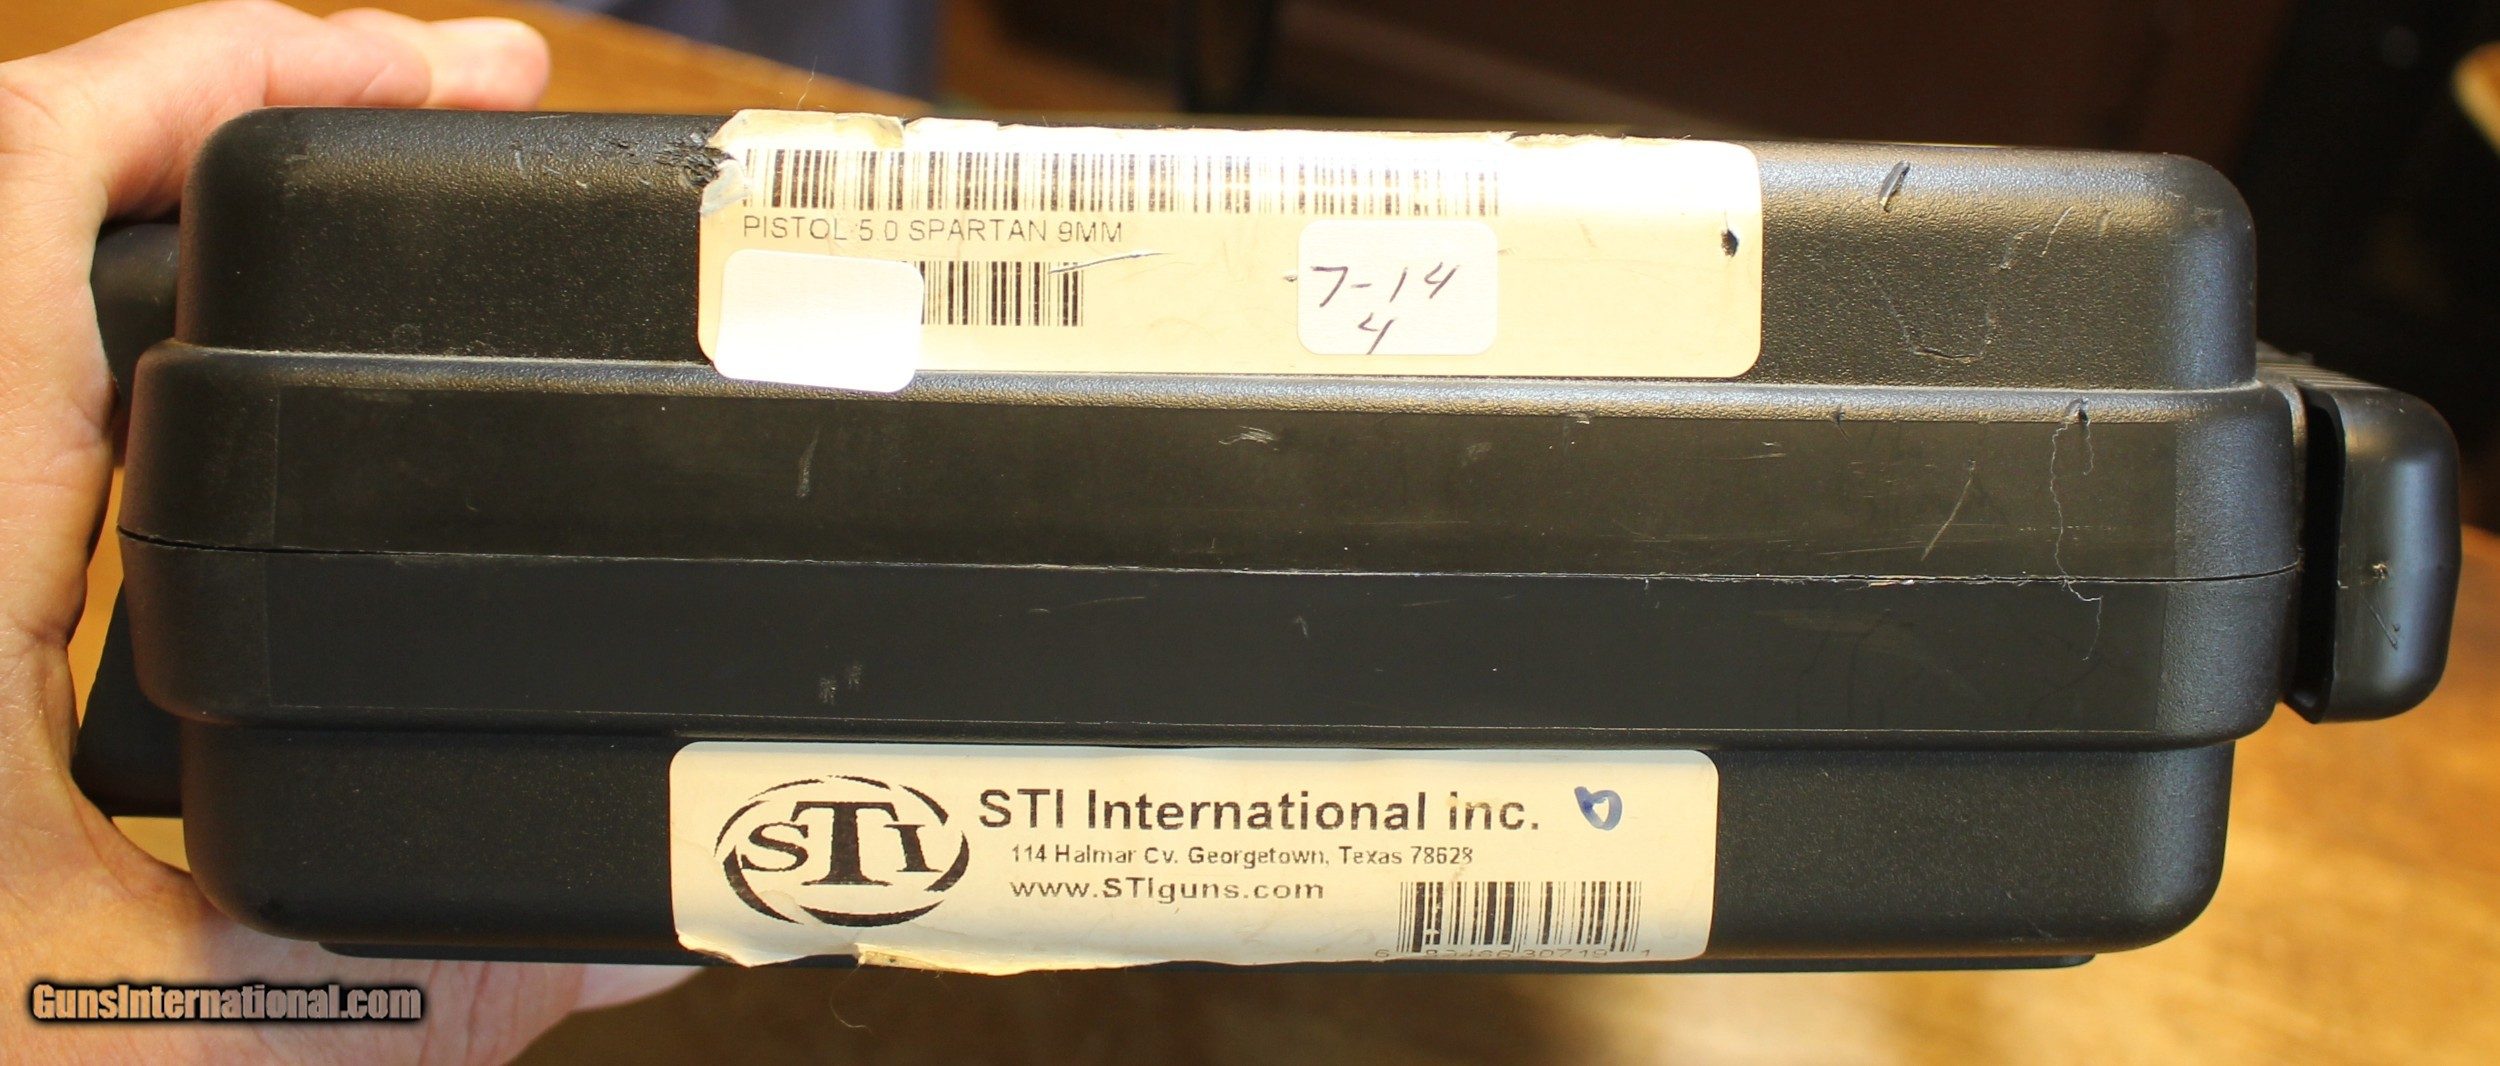 PISTOL 5.0 SPARTAN 9MM
7-14
4
STI
STI International inc.
114 Halmar Cv. Georgetown, Texas 78628
www.STIguns.com
GunsInternational.com